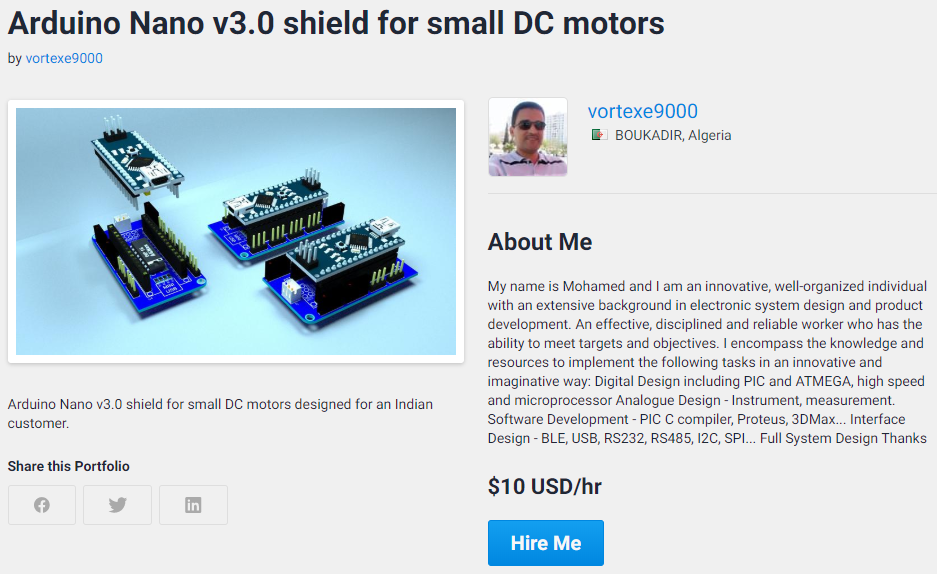 Arduino Nano v3.0 shield for small DC motors
by vortexe9000
vortexe9000
BOUKADIR, Algeria
About Me
My name is Mohamed and I am an innovative, well-organized individual
with an extensive background in electronic system design and product
development. An effective, disciplined and reliable worker who has the
ability to meet targets and objectives. I encompass the knowledge and
resources to implement the following tasks in an innovative and
imaginative way: Digital Design including PIC and ATMEGA, high speed
and microprocessor Analogue Design - Instrument, measurement.
Software Development - PIC C compiler, Proteus, 3DMax... Interface
Design - BLE, USB, RS232, RS485, I2C, SPI... Full System Design Thanks
$10 USD/hr
Hire Me
Arduino Nano v3.0 shield for small DC motors designed for an Indian
customer.
Share this Portfolio